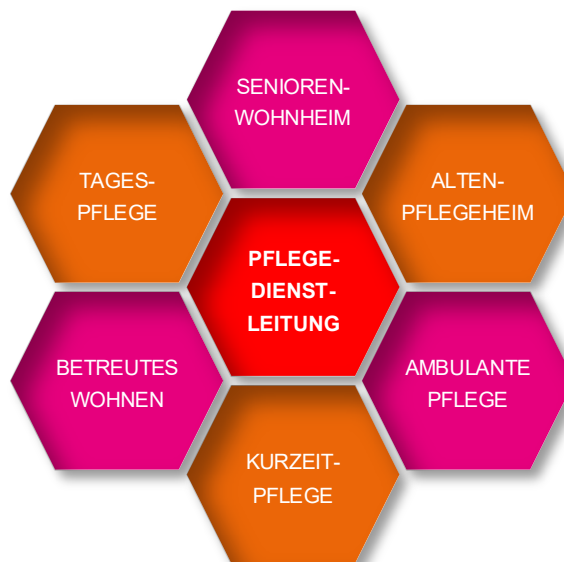 SENIOREN-
WOHNHEIM
TAGES-
PFLEGE
ALTEN-
PFLEGEHEIM
PFLEGE-
DIENST-
LEITUNG
BETREUTES
WOHNEN
AMBULANTE
PFLEGE
KURZEIT-
PFLEGE